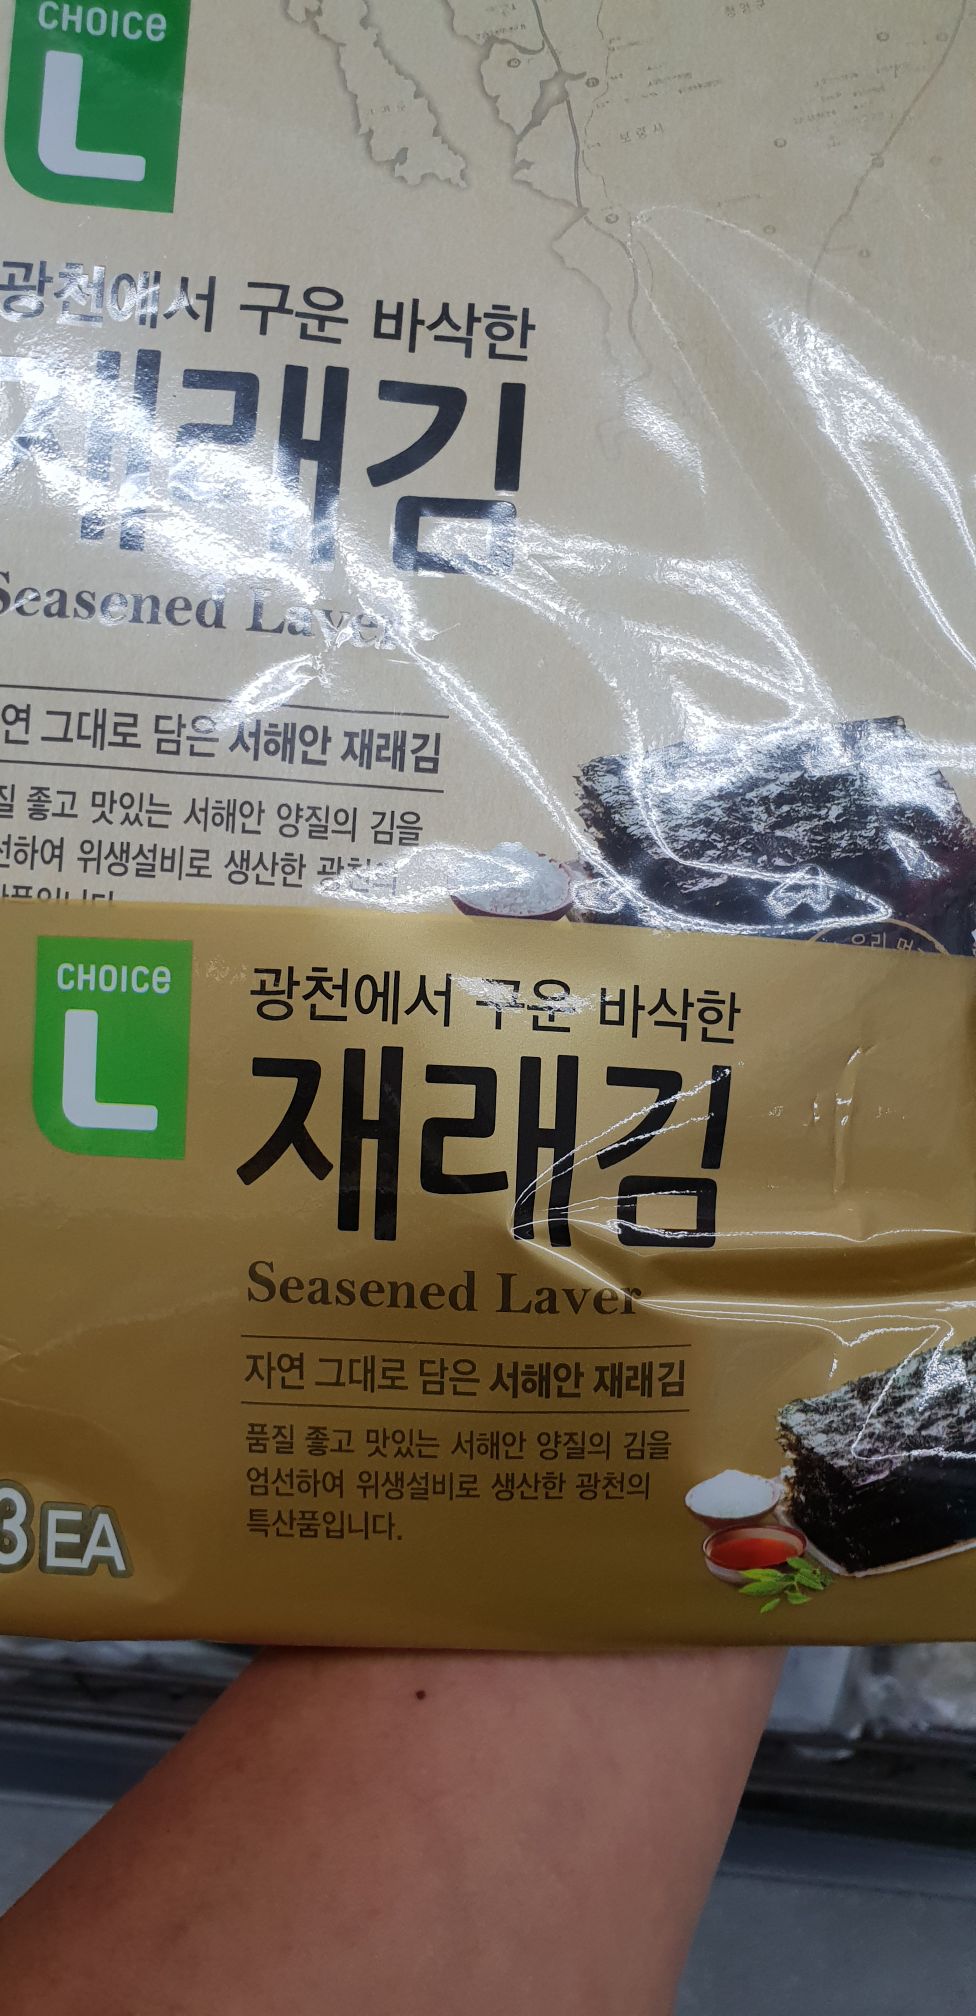 CHOICE
L
광천에서 구운 바삭한
재래김
Seasened Laver
연 그대로 담은 서해안 재래김
질 좋고 맛있는 서해안 양질의 김을
선하여 위생설비로 생산한 광천의
보령시
CHOICE
L
광천에서 구운 바삭한
재래김
Seasened Laver
자연 그대로 담은 서해안 재래김
품질 좋고 맛있는 서해안 양질의 김을
엄선하여 위생설비로 생산한 광천의
특산품입니다.
3EA